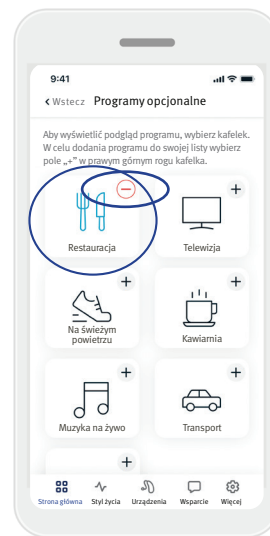 9:41
Wstecz Programy opcjonalne
Aby wyświetlić podgląd programu, wybierz kafelek.
W celu dodania programu do swojej listy wybierz
pole „+” w prawym górnym rogu kafelka.
Restauracja
Telewizja
Na świeżym
powietrzu
Kawiarnia
Muzyka na żywo
Transport
Strona główna Styl życia Urządzenia Wsparcie Więcej